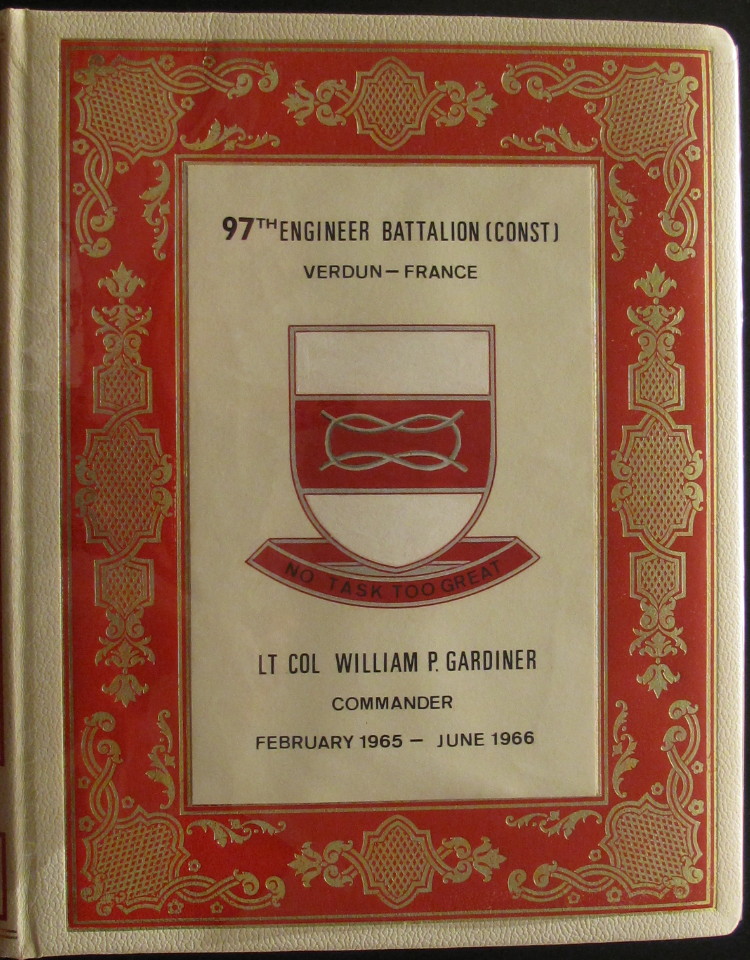 97TH ENGINEER BATTALION (CONST)
VERDUN — FRANCE
NO TASK TOO GREAT
LT COL WILLIAM P. GARDINER
COMMANDER
FEBRUARY 1965 — JUNE 1966